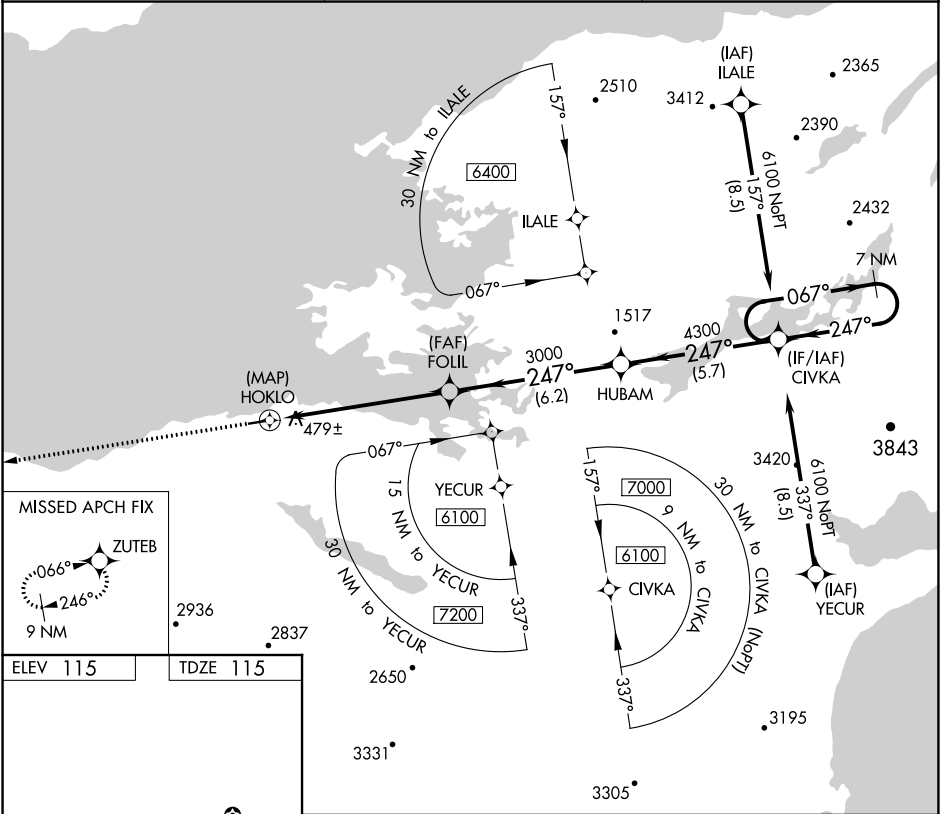 (IAF)
ILALE
2365
2510
3412
2390
30 NM to ILALE
157°
6400
6100 NoPT
157°
(8.5)
ILALE
2432
7 NM
067°
067°
247°
1517
(FAF)
FOLIL
3000
247°
(6.2)
HUBAM
4300
247°
(5.7)
(IF/IAF)
CIVKA
(MAP)
HOKLO
479±
3843
067°
15 NM to YECUR
YECUR
6100
30 NM to YECUR
7200
337°
157°
7000
9 NM to CIVKA
30 NM to CIVKA (NoPT)
6100
CIVKA
337°
3420
6100 NoPT
337°
(8.5)
(IAF)
YECUR
MISSED APCH FIX
ZUTEB
066°
246°
9 NM
2936
2837
2650
3331
3195
3305
ELEV 115
TDZE 115